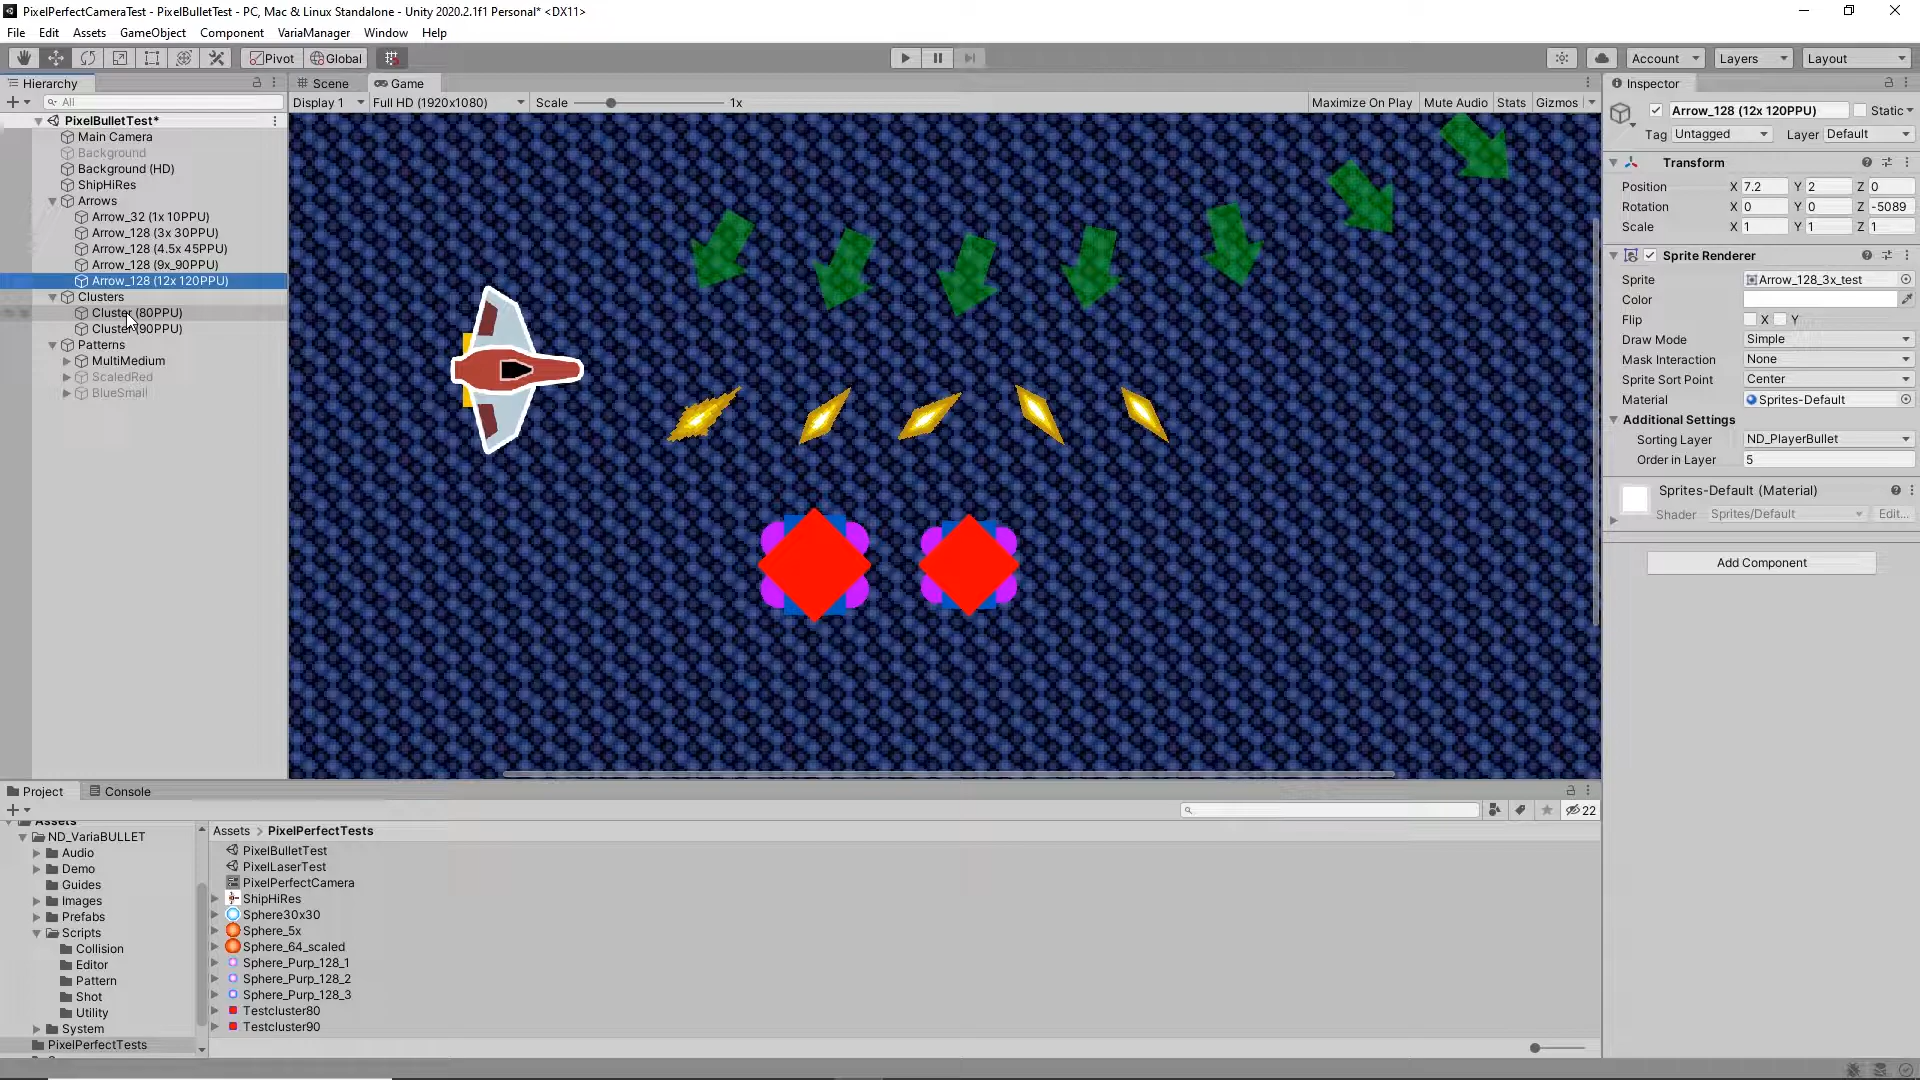 PixelPerfectCameraTest - PixelBulletTest - PC, Mac & Linux Standalone - Unity 2020.2.1f1 Personal* <DX11>
File Edit Assets GameObject Component VariaManager Window Help
Pivot Global Account Layers Layout
Hierarchy Scene Game Inspector
All Display 1 Full HD (1920x1080) Scale 1x Maximize On Play Mute Audio Stats Gizmos
PixelBulletTest*
Main Camera
Background
Background (HD)
ShipHiRes
Arrows
Arrow_32 (1x 10PPU)
Arrow_128 (3x 30PPU)
Arrow_128 (4.5x 45PPU)
Arrow_128 (9x_90PPU)
Arrow_128 (12x 120PPU)
Clusters
Cluster (80PPU)
Cluster (90PPU)
Patterns
MultiMedium
ScaledRed
BlueSmall
Arrow_128 (12x 120PPU) Static
Tag Untagged Layer Default
Transform
Position X 7.2 Y 2 Z 0
Rotation X 0 Y 0 Z -5089
Scale X 1 Y 1 Z 1
Sprite Renderer
Sprite Arrow_128_3x_test
Color
Flip X Y
Draw Mode Simple
Mask Interaction None
Sprite Sort Point Center
Material Sprites-Default
Additional Settings
Sorting Layer ND_PlayerBullet
Order in Layer 5
Sprites-Default (Material)
Shader Sprites/Default Edit...
Add Component
Project Console
22
Assets
ND_VariaBULLET
Audio
Demo
Guides
Images
Prefabs
Scripts
Collision
Editor
Pattern
Shot
Utility
System
PixelPerfectTests
Assets > PixelPerfectTests
PixelBulletTest
PixelLaserTest
PixelPerfectCamera
ShipHiRes
Sphere30x30
Sphere_5x
Sphere_64_scaled
Sphere_Purp_128_1
Sphere_Purp_128_2
Sphere_Purp_128_3
Testcluster80
Testcluster90